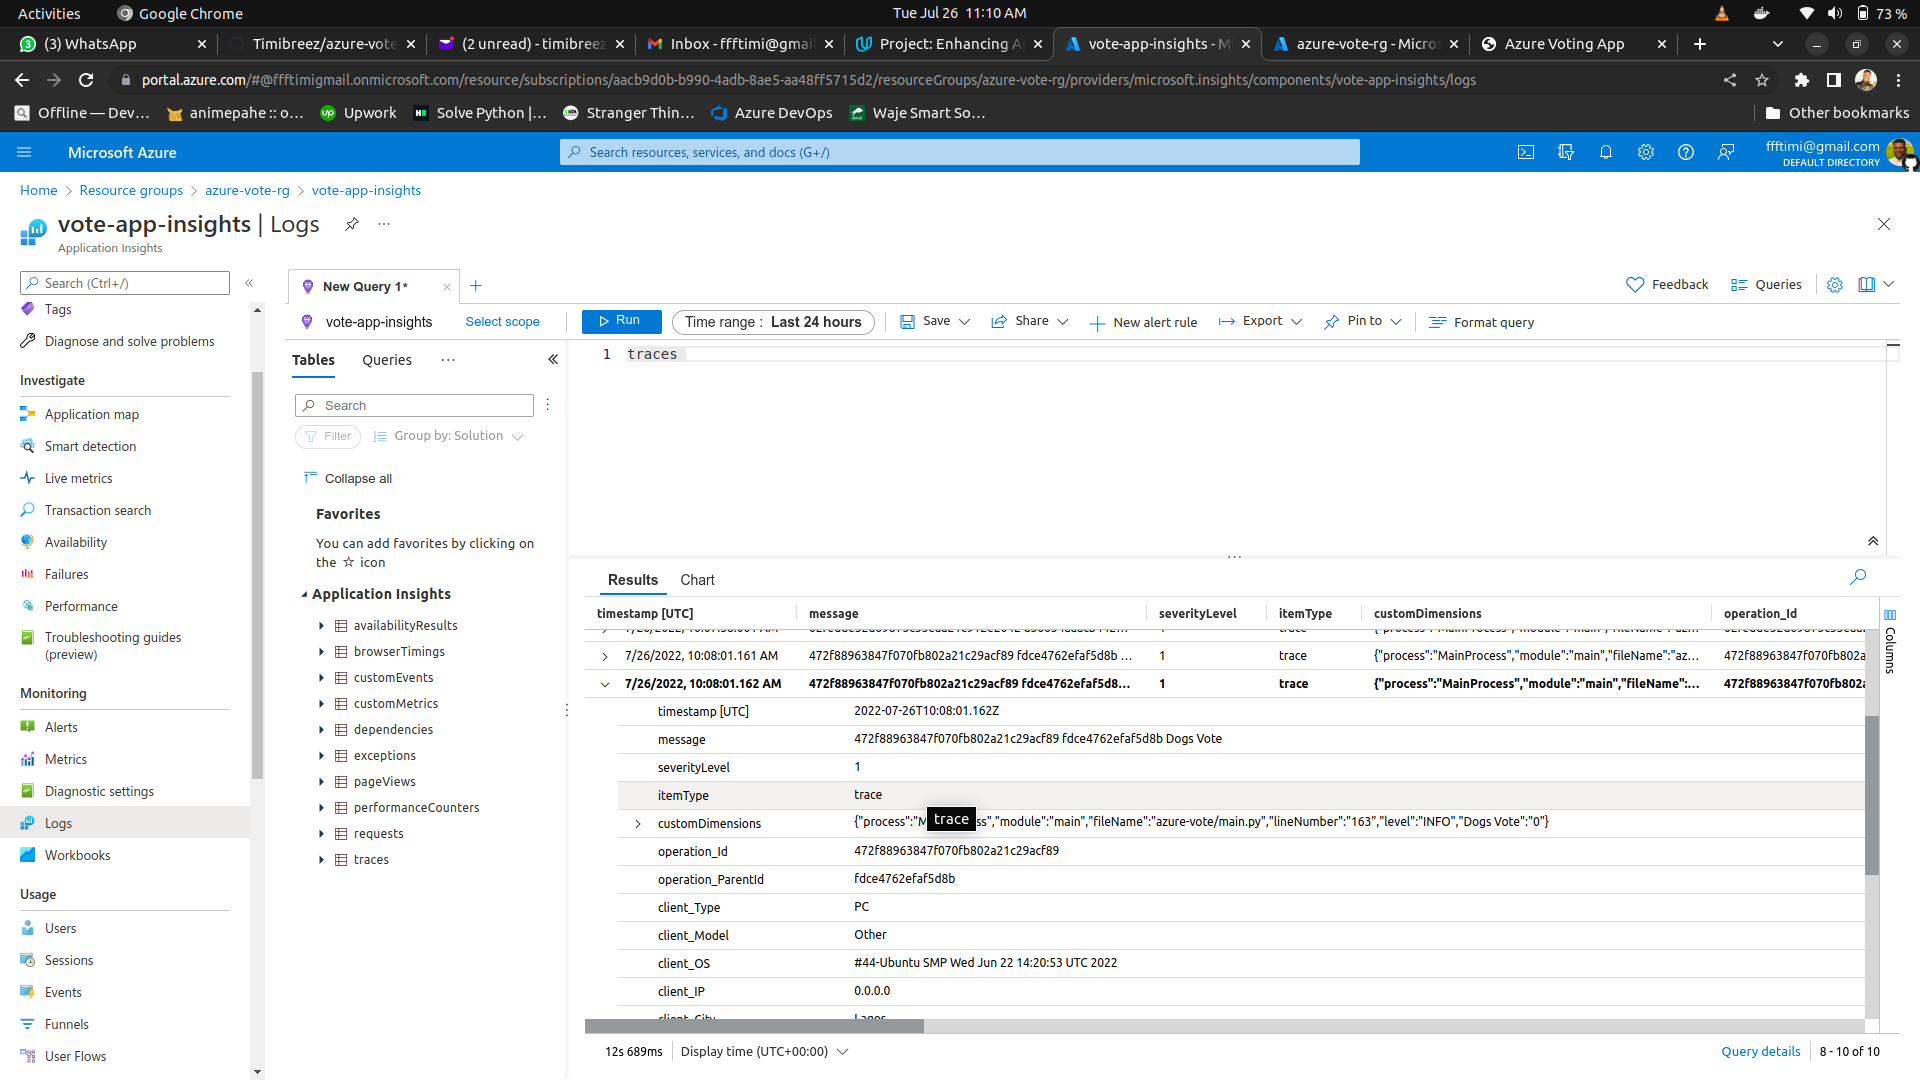 Activities
Google Chrome
Tue Jul 26 11:10 AM
73 %
(3) WhatsApp
Timibreez/azure-vote
(2 unread) - timibreez
Inbox - ffftimi@gmail
Project: Enhancing A
vote-app-insights - M
azure-vote-rg - Micros
Azure Voting App
portal.azure.com/#@ffftimigmail.onmicrosoft.com/resource/subscriptions/aacb9d0b-b990-4adb-8ae5-aa48ff5715d2/resourceGroups/azure-vote-rg/providers/microsoft.insights/components/vote-app-insights/logs
Offline — Dev…
animepahe :: o…
Upwork
Solve Python |…
Stranger Thin…
Azure DevOps
Waje Smart So…
Other bookmarks
Microsoft Azure
Search resources, services, and docs (G+/)
ffftimi@gmail.com
DEFAULT DIRECTORY
Home > Resource groups > azure-vote-rg > vote-app-insights
vote-app-insights | Logs
Application Insights
Search (Ctrl+/)
Tags
Diagnose and solve problems
Investigate
Application map
Smart detection
Live metrics
Transaction search
Availability
Failures
Performance
Troubleshooting guides
(preview)
Monitoring
Alerts
Metrics
Diagnostic settings
Logs
Workbooks
Usage
Users
Sessions
Events
Funnels
User Flows
New Query 1*
Feedback
Queries
vote-app-insights
Select scope
Run
Time range : Last 24 hours
Save
Share
New alert rule
Export
Pin to
Format query
Tables
Queries
Search
Filter
Group by: Solution
Collapse all
Favorites
You can add favorites by clicking on
the ☆ icon
Application Insights
availabilityResults
browserTimings
customEvents
customMetrics
dependencies
exceptions
pageViews
performanceCounters
requests
traces
1 traces
Results
Chart
timestamp [UTC] message severityLevel itemType customDimensions operation_Id
7/26/2022, 10:08:01.161 AM 472f88963847f070fb802a21c29acf89 fdce4762efaf5d8b … 1 trace {"process":"MainProcess","module":"main","fileName":"az… 472f88963847f070fb802a
7/26/2022, 10:08:01.162 AM 472f88963847f070fb802a21c29acf89 fdce4762efaf5d8… 1 trace {"process":"MainProcess","module":"main","fileName":… 472f88963847f070fb802a2
timestamp [UTC] 2022-07-26T10:08:01.162Z
message 472f88963847f070fb802a21c29acf89 fdce4762efaf5d8b Dogs Vote
severityLevel 1
itemType trace
customDimensions {"process":"M ss","module":"main","fileName":"azure-vote/main.py","lineNumber":"163","level":"INFO","Dogs Vote":"0"}
trace
operation_Id 472f88963847f070fb802a21c29acf89
operation_ParentId fdce4762efaf5d8b
client_Type PC
client_Model Other
client_OS #44-Ubuntu SMP Wed Jun 22 14:20:53 UTC 2022
client_IP 0.0.0.0
client_City Lagos
Columns
12s 689ms
Display time (UTC+00:00)
Query details
8 - 10 of 10